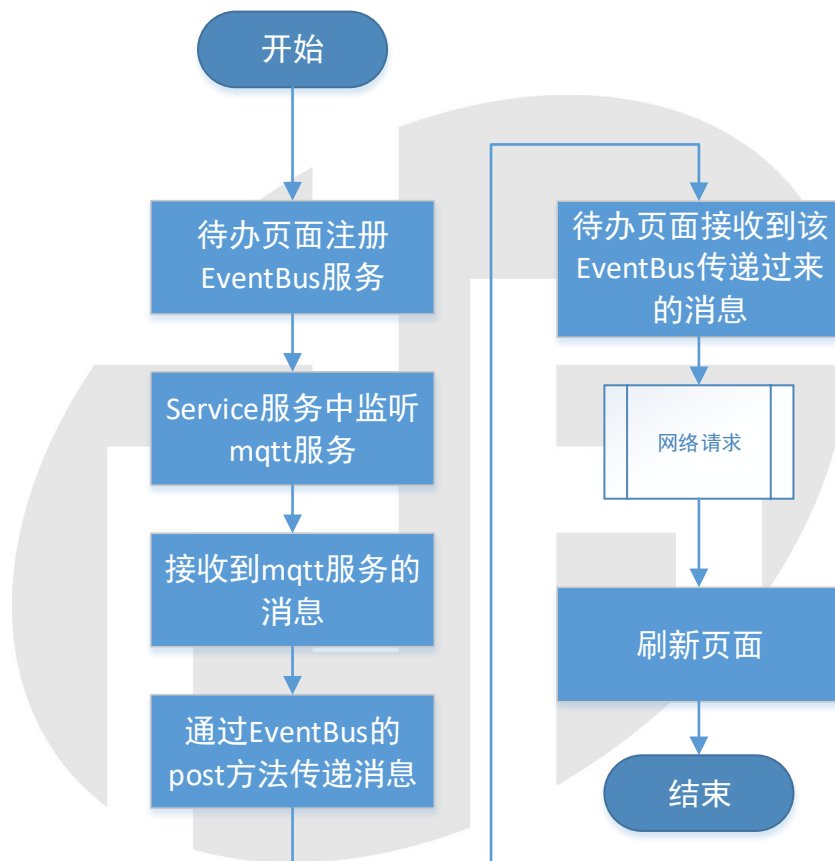 开始
待办页面注册
EventBus服务
Service服务中监听
mqtt服务
接收到mqtt服务的
消息
通过EventBus的
post方法传递消息
待办页面接收到该
EventBus传递过来
的消息
网络请求
刷新页面
结束